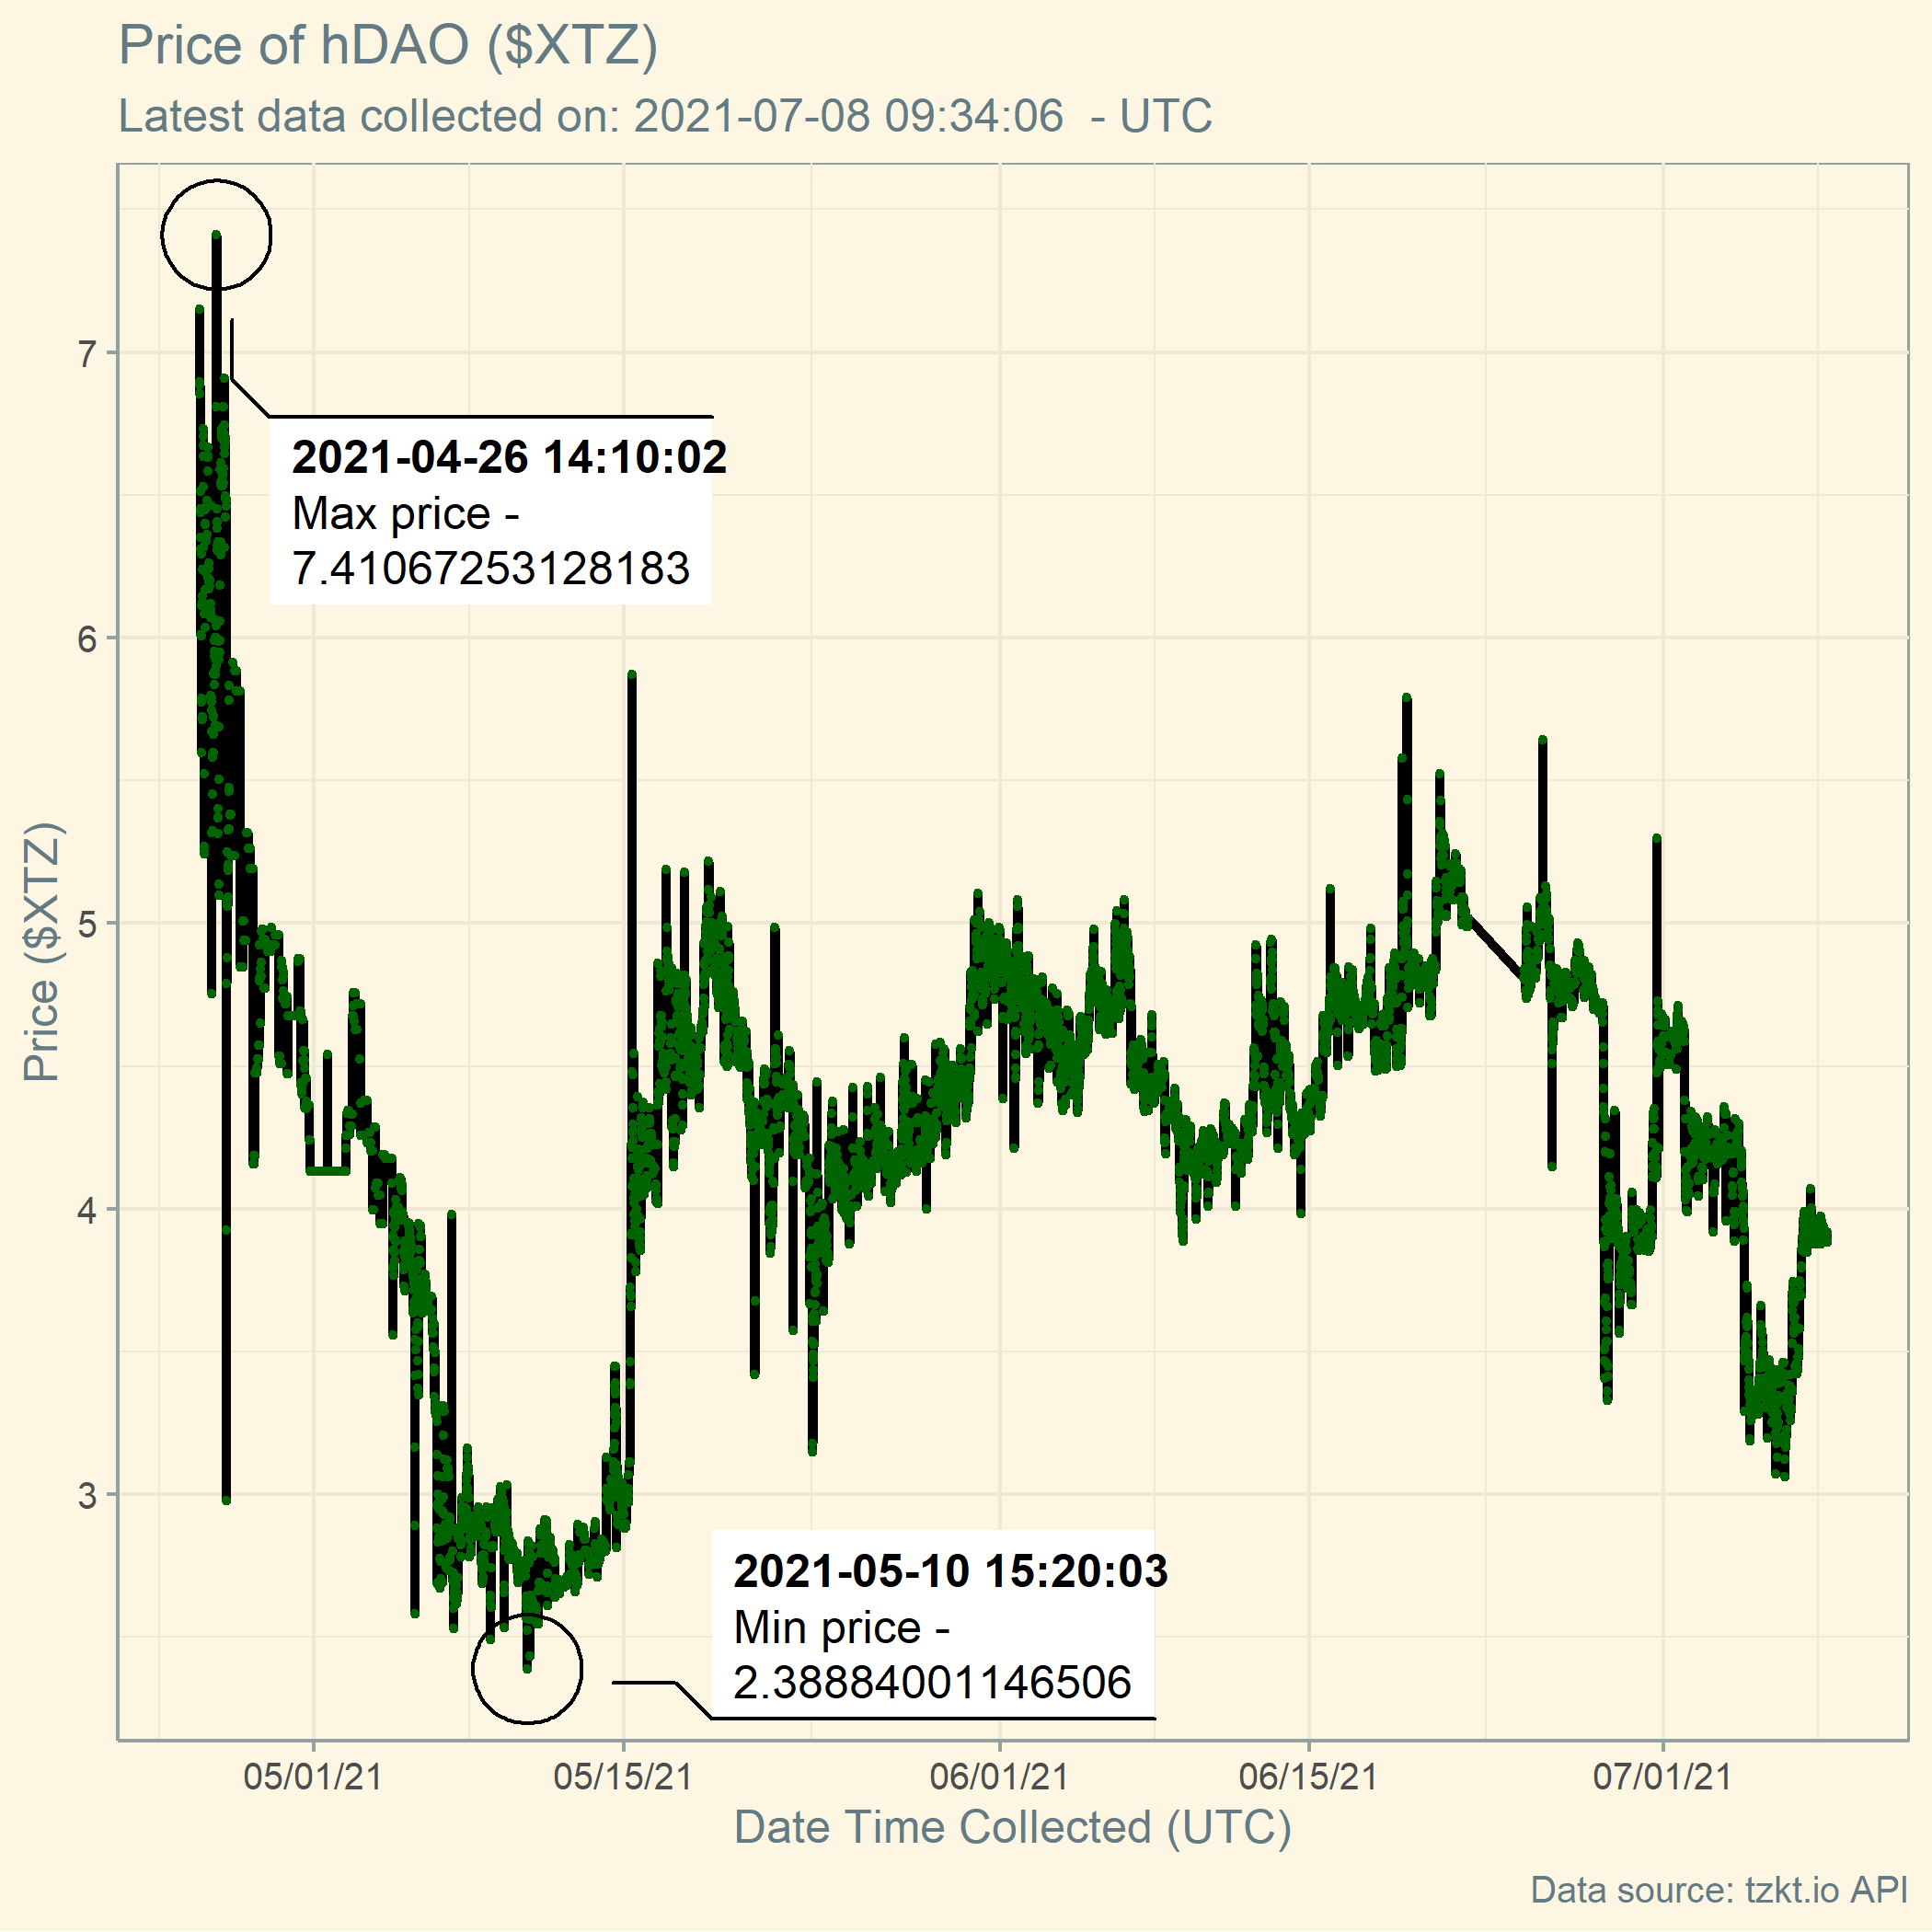 Price of hDAO ($XTZ)
Latest data collected on: 2021-07-08 09:34:06  - UTC
7
6
5
4
3
Price ($XTZ)
2021-04-26 14:10:02
Max price -
7.41067253128183
2021-05-10 15:20:03
Min price -
2.38884001146506
05/01/21
05/15/21
06/01/21
06/15/21
07/01/21
Date Time Collected (UTC)
Data source: tzkt.io API